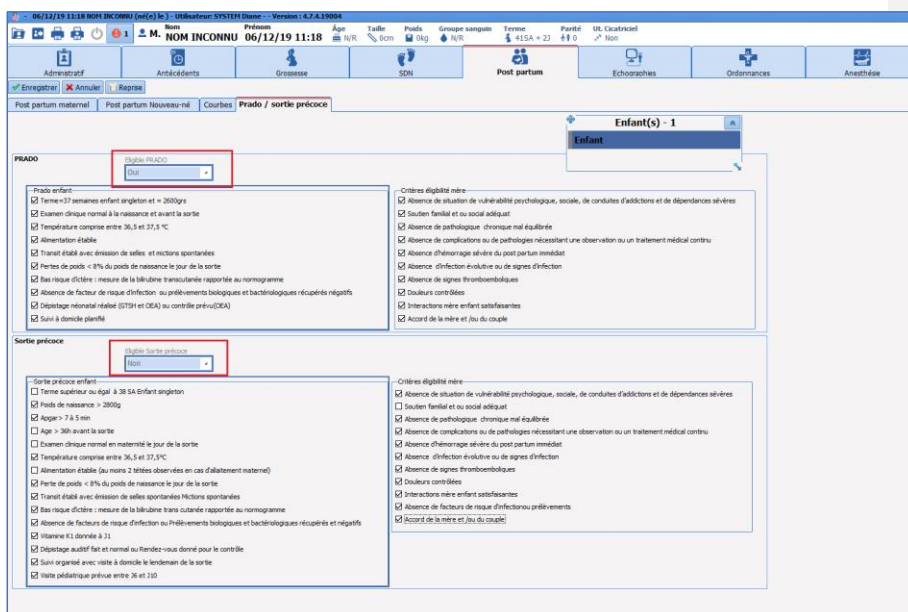 - 06/12/19 11:18 NOM INCONNU (né(e) le ) - Utilisateur: SYSTEM Diane - - Version : 4.7.4.19004
1 M. Nom NOM INCONNU Prénom 06/12/19 11:18 Âge N/R Taille 0cm Poids 0kg Groupe sanguin N/R Terme 41SA + 2J Parité 0 Ut. Cicatriciel Non
Administratif Antécédents Grossesse SDN Post partum Echographies Ordonnances Anesthésie
Enregistrer Annuler Reprise
Post partum maternel Post partum Nouveau-né Courbes Prado / sortie précoce
Enfant(s) - 1
Enfant
PRADO
Eligible PRADO
Oui
Prado enfant
Terme=37 semaines enfant singleton et = 2600grs
Examen clinique normal à la naissance et avant la sortie
Température comprise entre 36,5 et 37,5 °C
Alimentation établie
Transit établi avec émission de selles et mictions spontanées
Pertes de poids < 8% du poids de naissance le jour de la sortie
Bas risque d'ictère : mesure de la bilirubine transcutanée rapportée au normogramme
Absence de facteur de risque d'infection ou prélèvements biologiques et bactériologiques récupérés négatifs
Dépistage néonatal réalisé (GTSH et OEA) ou contrôle prévu(OEA)
Suivi à domicile planifié
Critères éligibilité mère
Absence de situation de vulnérabilité psychologique, sociale, de conduites d'addictions et de dépendances sévères
Soutien familial et ou social adéquat
Absence de pathologique chronique mal équilibrée
Absence de complications ou de pathologies nécessitant une observation ou un traitement médical continu
Absence d'hémorragie sévère du post partum immédiat
Absence d'infection évolutive ou de signes d'infection
Absence de signes thromboemboliques
Douleurs contrôlées
Interactions mère enfant satisfaisantes
Accord de la mère et /ou du couple
Sortie précoce
Eligible Sortie précoce
Non
Sortie précoce enfant
Terme supérieur ou égal à 38 SA Enfant singleton
Poids de naissance > 2800g
Apgar> 7 à 5 min
Age > 36h avant la sortie
Examen clinique normal en maternité le jour de la sortie
Température comprise entre 36,5 et 37,5°C
Alimentation établie (au moins 2 tétées observées en cas d'allaitement maternel)
Perte de poids < 8% du poids de naissance le jour de la sortie
Transit établi avec émission de selles spontanées Mictions spontanées
Bas risque d'ictère : mesure de la bilirubine trans cutanée rapportée au normogramme
Absence de facteurs de risque d'infection ou Prélèvements biologiques et bactériologiques récupérés et négatifs
Vitamine K1 donnée à J1
Dépistage auditif fait et normal ou Rendez-vous donné pour le contrôle
Suivi organisé avec visite à domicile le lendemain de la sortie
Visite pédiatrique prévue entre J6 et J10
Critères éligibilité mère
Absence de situation de vulnérabilité psychologique, sociale, de conduites d'addictions et de dépendances sévères
Soutien familial et ou social adéquat
Absence de pathologique chronique mal équilibrée
Absence de complications ou de pathologies nécessitant une observation ou un traitement médical continu
Absence d'hémorragie sévère du post partum immédiat
Absence d'infection évolutive ou de signes d'infection
Absence de signes thromboemboliques
Douleurs contrôlées
Interactions mère enfant satisfaisantes
Absence de facteurs de risque d'infectionou prélèvements
Accord de la mère et /ou du couple